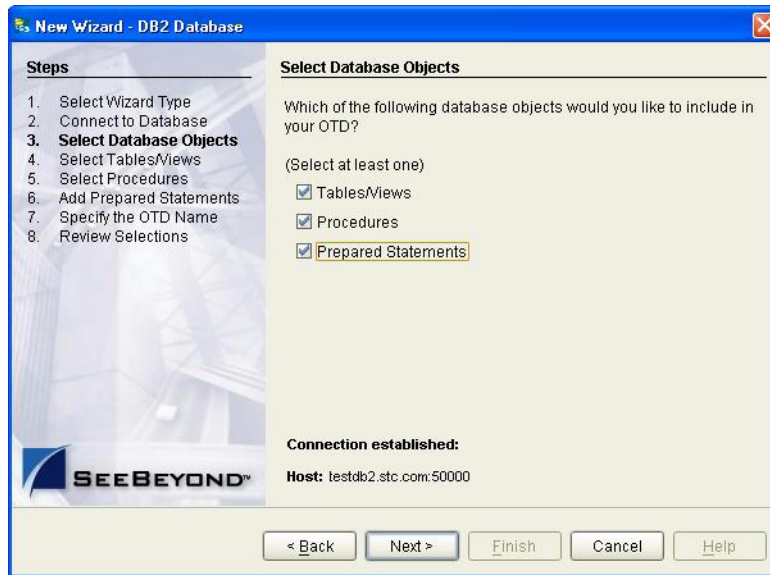 New Wizard - DB2 Database
Steps
1. Select Wizard Type
2. Connect to Database
3. Select Database Objects
4. Select Tables/Views
5. Select Procedures
6. Add Prepared Statements
7. Specify the OTD Name
8. Review Selections
SEEBEYOND™
Select Database Objects
Which of the following database objects would you like to include in
your OTD?
(Select at least one)
Tables/Views
Procedures
Prepared Statements
Connection established:
Host: testdb2.stc.com:50000
< Back
Next >
Finish
Cancel
Help